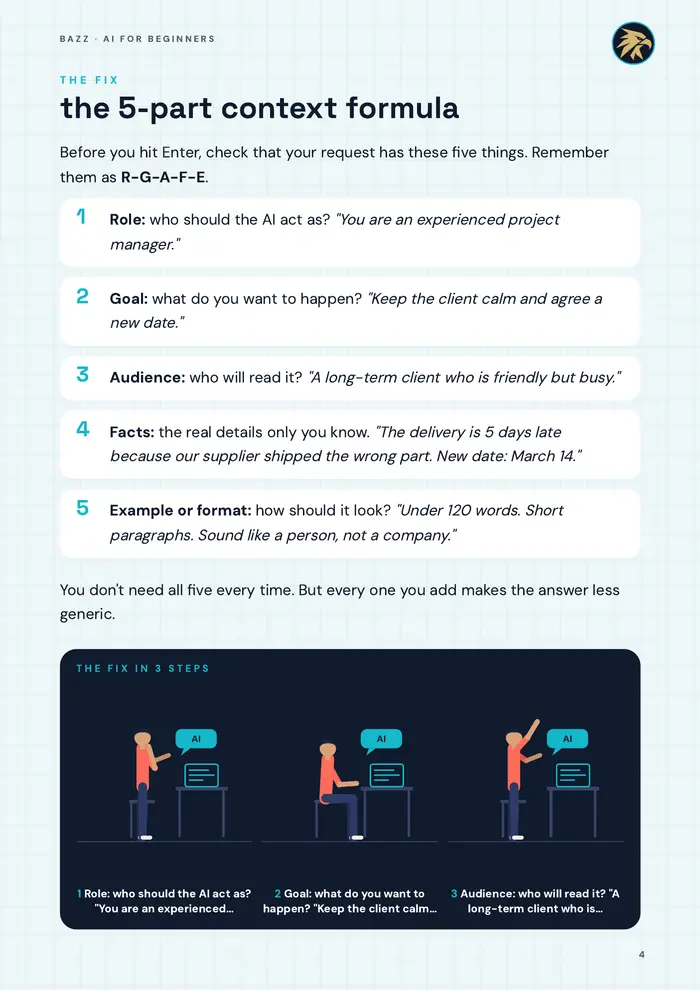 BAZZ · AI FOR BEGINNERS
THE FIX
the 5-part context formula
Before you hit Enter, check that your request has these five things. Remember
them as R-G-A-F-E.
1 Role: who should the AI act as? "You are an experienced project
manager."
2 Goal: what do you want to happen? "Keep the client calm and agree a
new date."
3 Audience: who will read it? "A long-term client who is friendly but busy."
4 Facts: the real details only you know. "The delivery is 5 days late
because our supplier shipped the wrong part. New date: March 14."
5 Example or format: how should it look? "Under 120 words. Short
paragraphs. Sound like a person, not a company."
You don't need all five every time. But every one you add makes the answer less
generic.
THE FIX IN 3 STEPS
AI
AI
AI
1 Role: who should the AI act as?
"You are an experienced...
2 Goal: what do you want to
happen? "Keep the client calm...
3 Audience: who will read it? "A
long-term client who is...
4